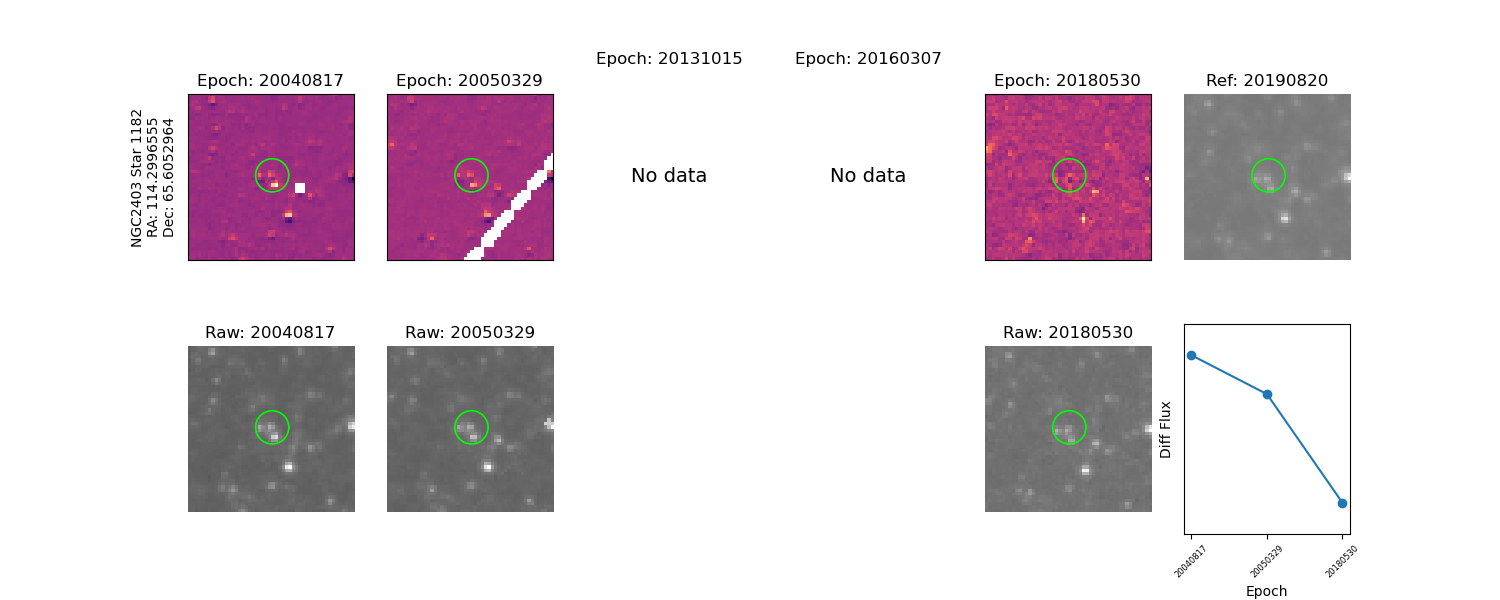 Epoch: 20131015
Epoch: 20160307
Epoch: 20040817
Epoch: 20050329
Epoch: 20180530
Ref: 20190820
NGC2403 Star 1182
RA: 114.2996555
Dec: 65.6052964
No data
No data
Raw: 20040817
Raw: 20050329
Raw: 20180530
Diff Flux
20040817
20050329
20180530
Epoch